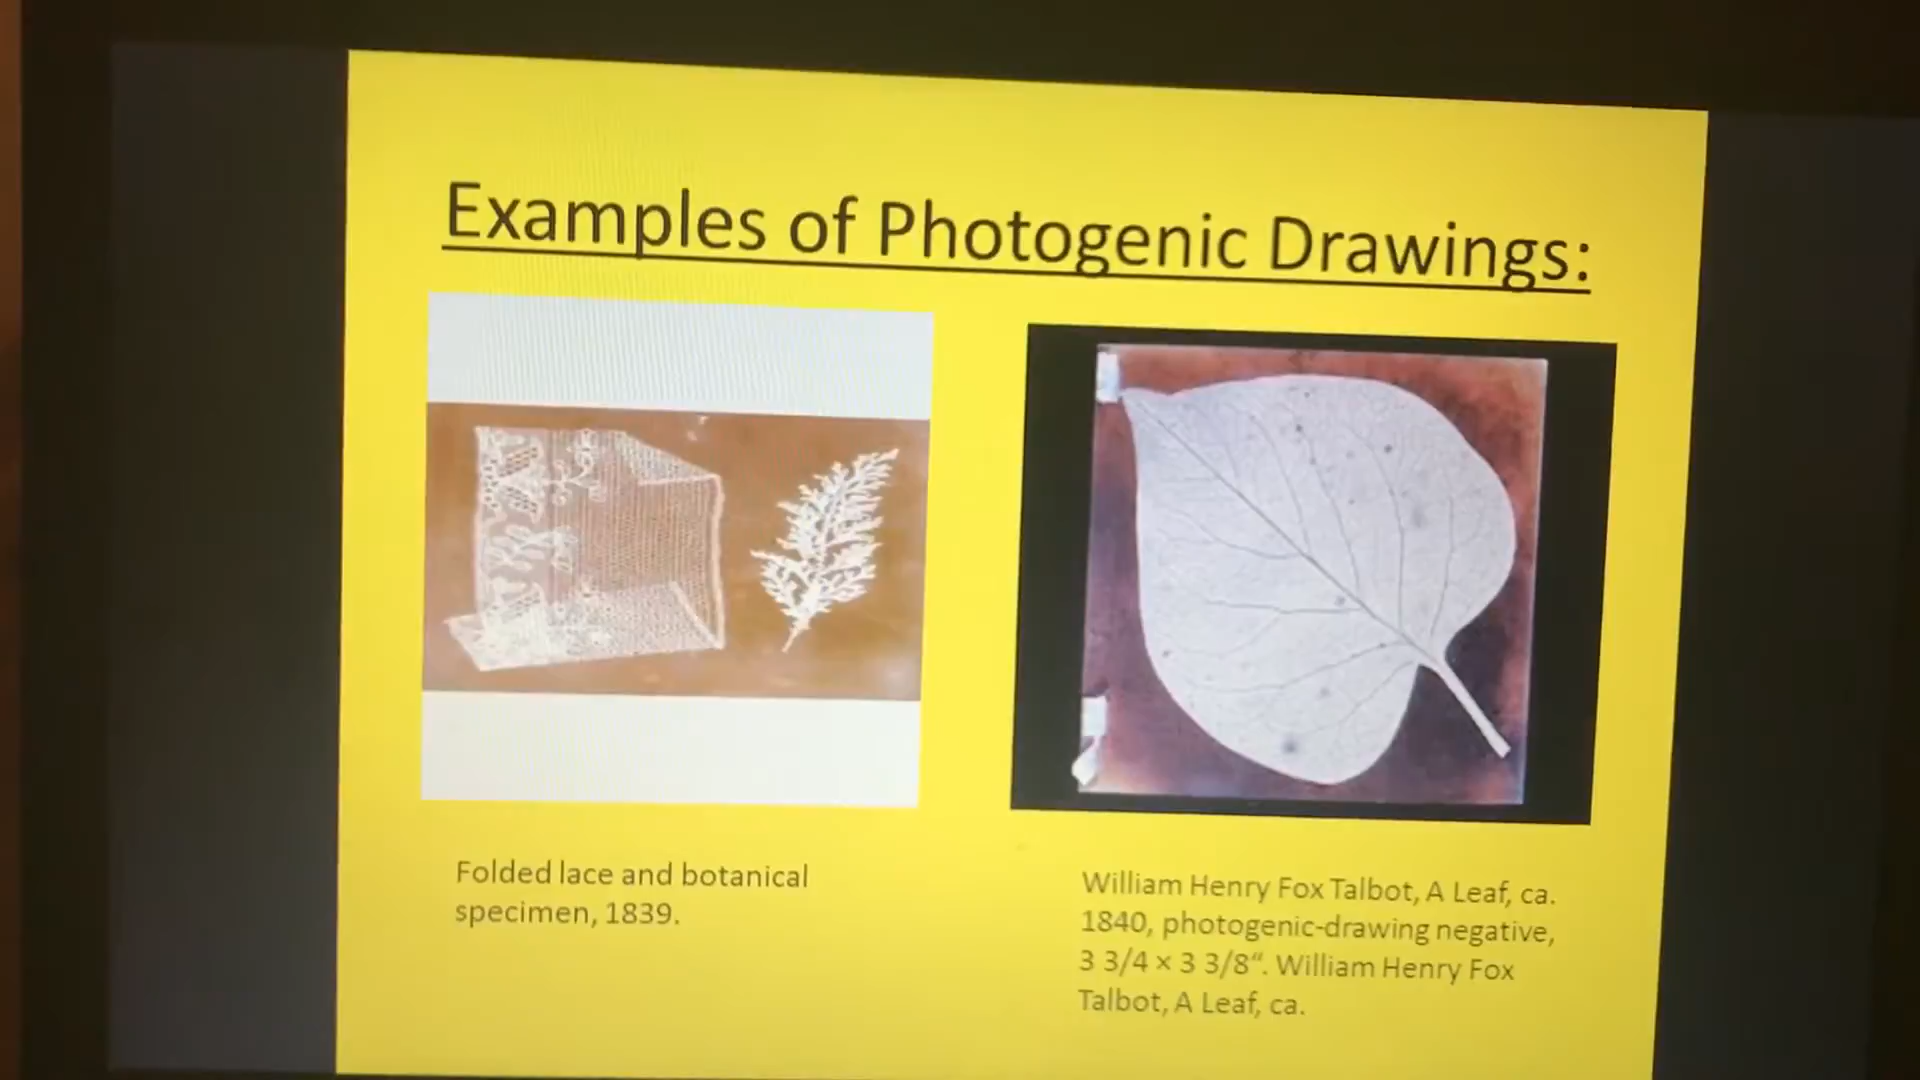 Examples of Photogenic Drawings:
Folded lace and botanical
specimen, 1839.
William Henry Fox Talbot, A Leaf, ca.
1840, photogenic-drawing negative,
3 3/4 × 3 3/8“. William Henry Fox
Talbot, A Leaf, ca.